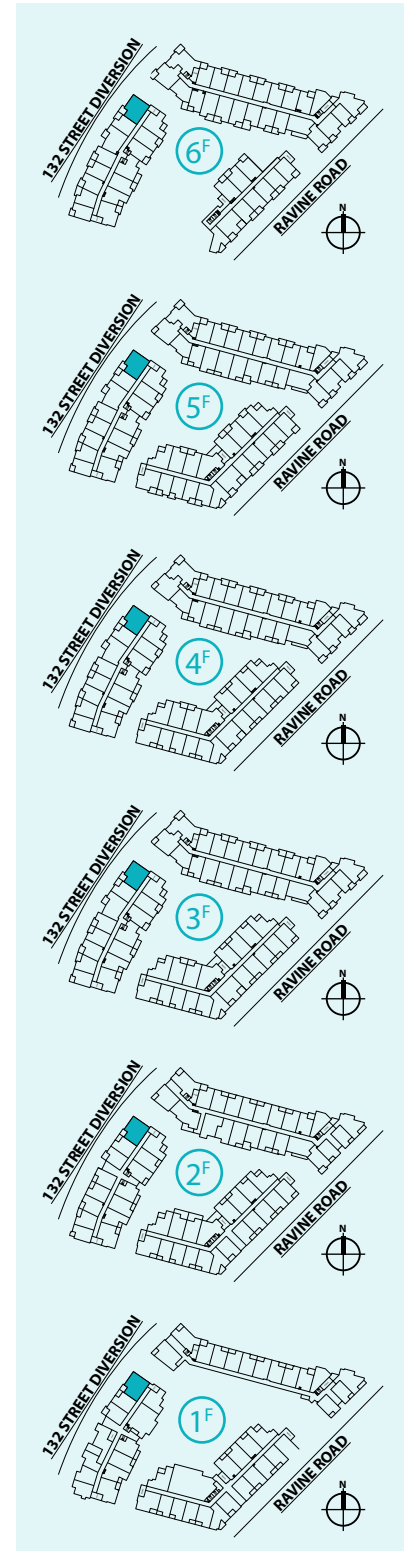 132 STREET DIVERSION
6F
RAVINE ROAD
N
132 STREET DIVERSION
5F
RAVINE ROAD
N
132 STREET DIVERSION
4F
RAVINE ROAD
N
132 STREET DIVERSION
3F
RAVINE ROAD
N
132 STREET DIVERSION
2F
RAVINE ROAD
N
132 STREET DIVERSION
1F
RAVINE ROAD
N